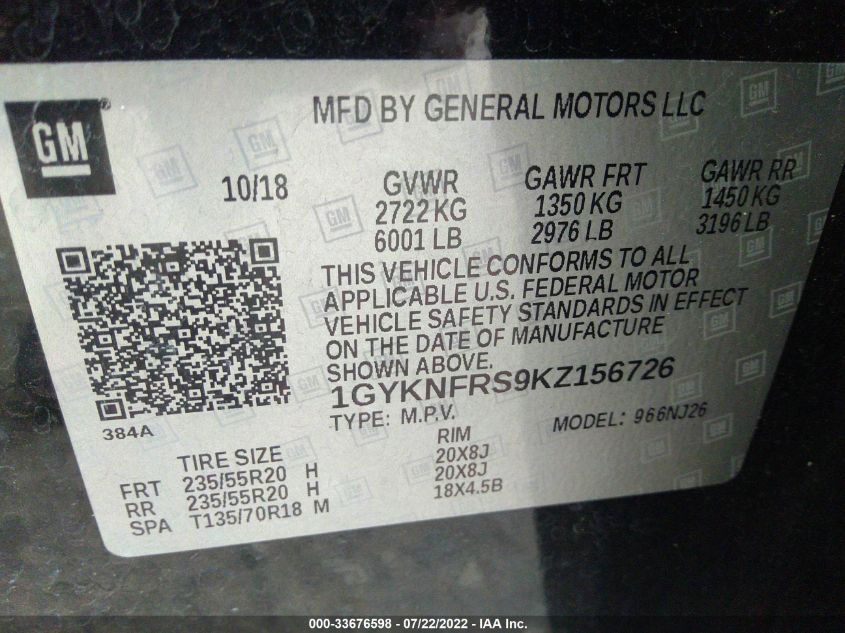 GM
MFD BY GENERAL MOTORS LLC
10/18
GVWR GAWR FRT GAWR RR
2722 KG 1350 KG 1450 KG
6001 LB 2976 LB 3196 LB
THIS VEHICLE CONFORMS TO ALL
APPLICABLE U.S. FEDERAL MOTOR
VEHICLE SAFETY STANDARDS IN EFFECT
ON THE DATE OF MANUFACTURE
SHOWN ABOVE.
1GYKNFRS9KZ156726
TYPE: M.P.V. MODEL: 966NJ26
384A
TIRE SIZE RIM
FRT 235/55R20 H 20X8J
RR 235/55R20 H 20X8J
SPA T135/70R18 M 18X4.5B
000-33676598 - 07/22/2022 - IAA Inc.